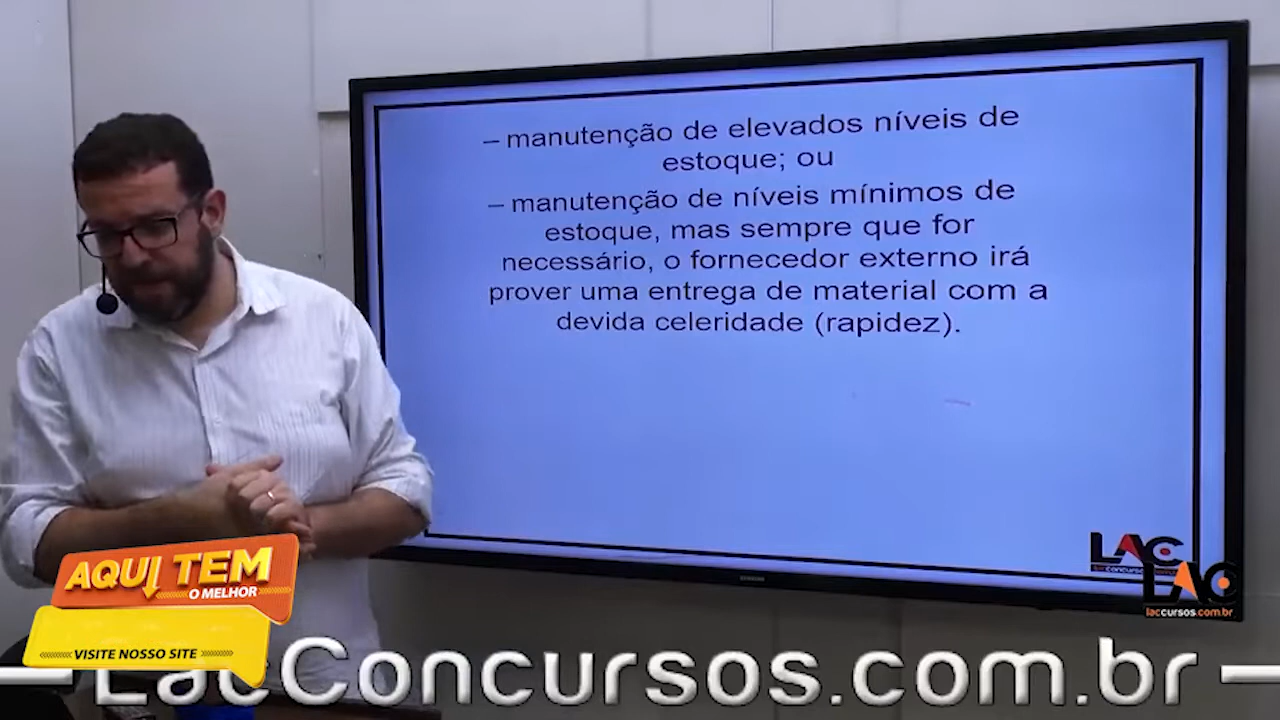 – manutenção de elevados níveis de
estoque; ou
– manutenção de níveis mínimos de
estoque, mas sempre que for
necessário, o fornecedor externo irá
prover uma entrega de material com a
devida celeridade (rapidez).
LAC
LAC
laccursos.com.br
AQUI TEM
O MELHOR
VISITE NOSSO SITE
LacConcursos.com.br